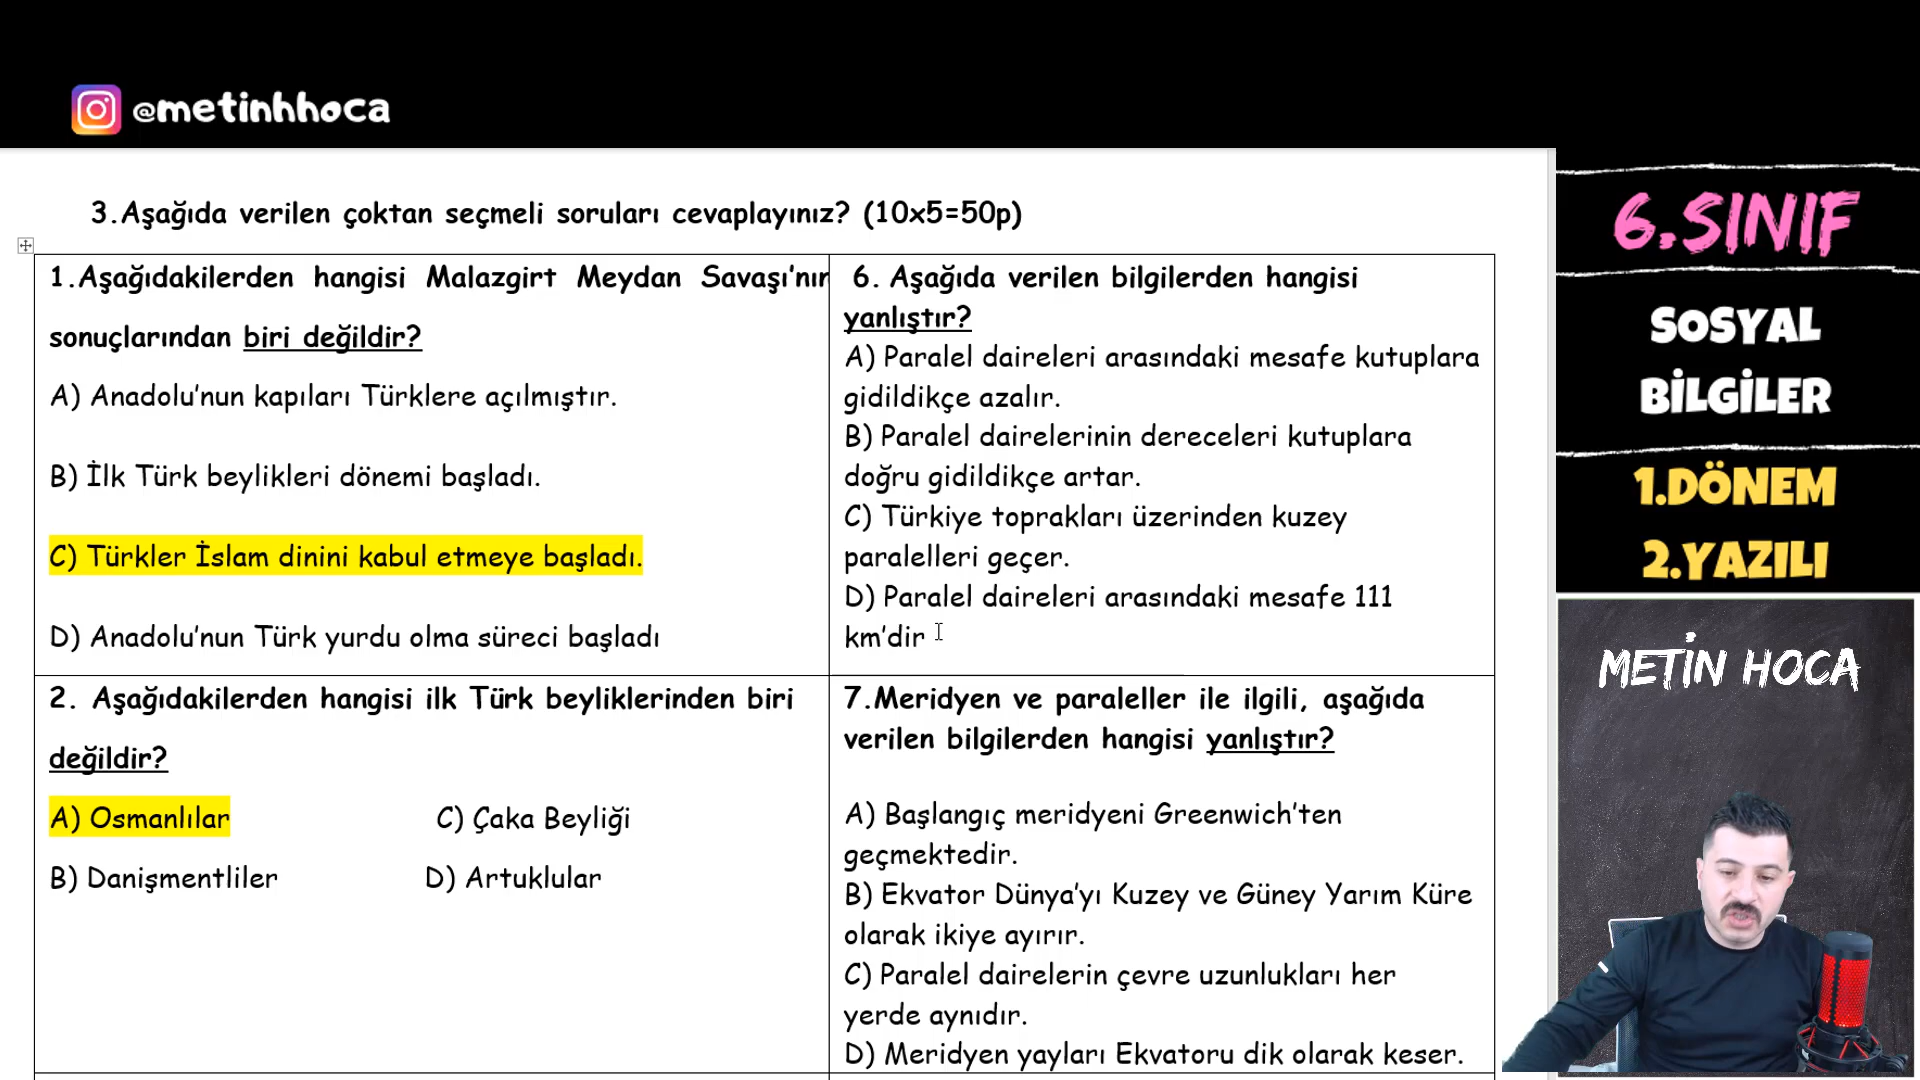 @metinhhoca
3.Aşağıda verilen çoktan seçmeli soruları cevaplayınız? (10x5=50p)
1.Aşağıdakilerden hangisi Malazgirt Meydan Savaşı’nın
sonuçlarından biri değildir?
A) Anadolu’nun kapıları Türklere açılmıştır.
B) İlk Türk beylikleri dönemi başladı.
C) Türkler İslam dinini kabul etmeye başladı.
D) Anadolu’nun Türk yurdu olma süreci başladı
2. Aşağıdakilerden hangisi ilk Türk beyliklerinden biri
değildir?
A) Osmanlılar C) Çaka Beyliği
B) Danişmentliler D) Artuklular
6. Aşağıda verilen bilgilerden hangisi
yanlıştır?
A) Paralel daireleri arasındaki mesafe kutuplara
gidildikçe azalır.
B) Paralel dairelerinin dereceleri kutuplara
doğru gidildikçe artar.
C) Türkiye toprakları üzerinden kuzey
paralelleri geçer.
D) Paralel daireleri arasındaki mesafe 111
km’dir
7.Meridyen ve paraleller ile ilgili, aşağıda
verilen bilgilerden hangisi yanlıştır?
A) Başlangıç meridyeni Greenwich’ten
geçmektedir.
B) Ekvator Dünya’yı Kuzey ve Güney Yarım Küre
olarak ikiye ayırır.
C) Paralel dairelerin çevre uzunlukları her
yerde aynıdır.
D) Meridyen yayları Ekvatoru dik olarak keser.
6.SINIF
SOSYAL
BİLGİLER
1.DÖNEM
2.YAZILI
METİN HOCA